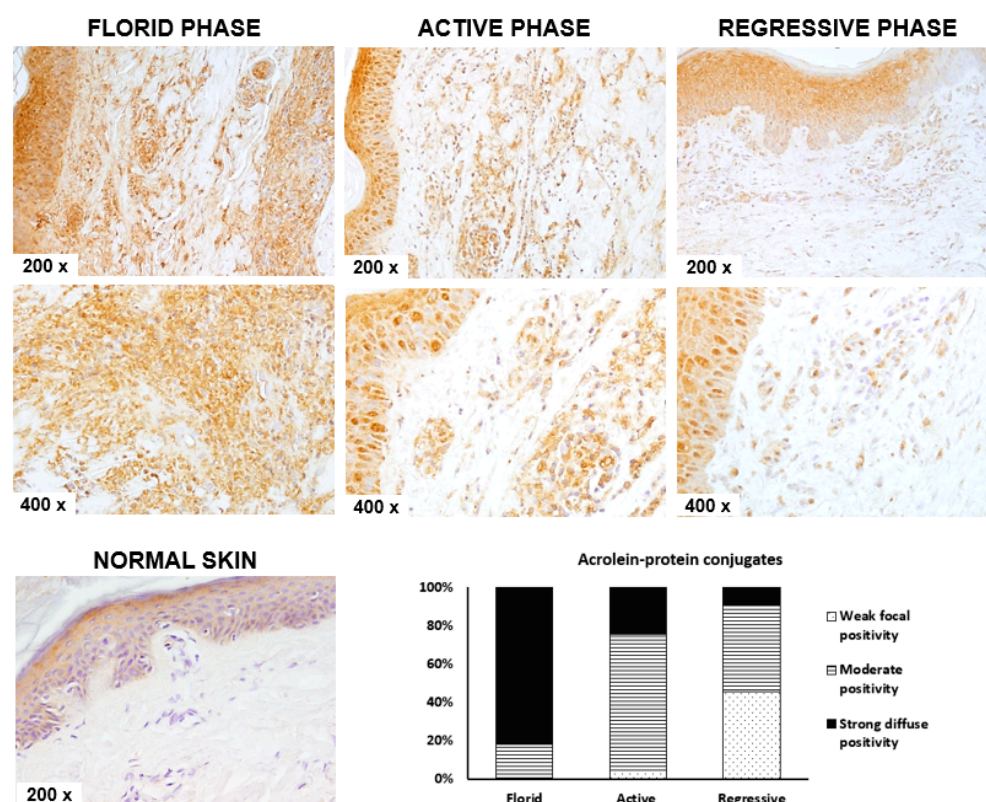 FLORID PHASE
ACTIVE PHASE
REGRESSIVE PHASE
200 x
200 x
200 x
400 x
400 x
400 x
NORMAL SKIN
200 x
Acrolein-protein conjugates
100%
80%
60%
40%
20%
0%
Florid
Active
Regressive
Weak focal
positivity
Moderate
positivity
Strong diffuse
positivity